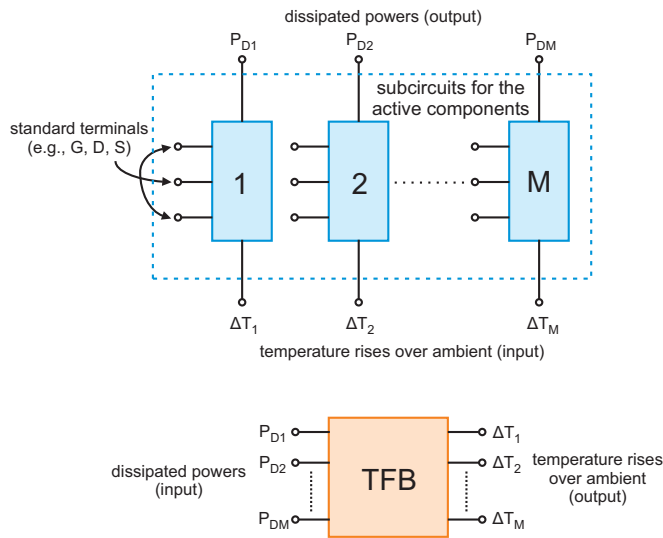 dissipated powers (output)
P_D1 P_D2 P_DM
subcircuits for the
active components
standard terminals
(e.g., G, D, S)
1 2 M
ΔT_1 ΔT_2 ΔT_M
temperature rises over ambient (input)
P_D1 ΔT_1
P_D2 ΔT_2
dissipated powers
(input)
TFB
temperature rises
over ambient
(output)
P_DM ΔT_M